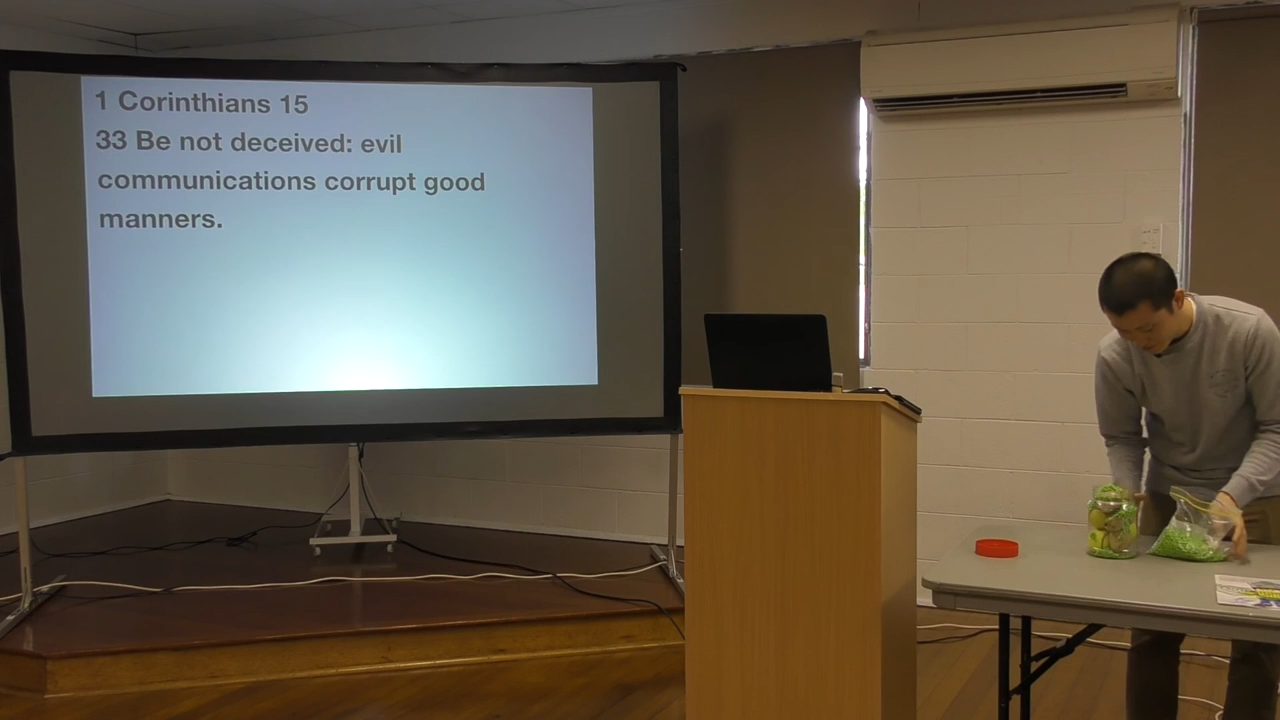 1 Corinthians 15
33 Be not deceived: evil
communications corrupt good
manners.